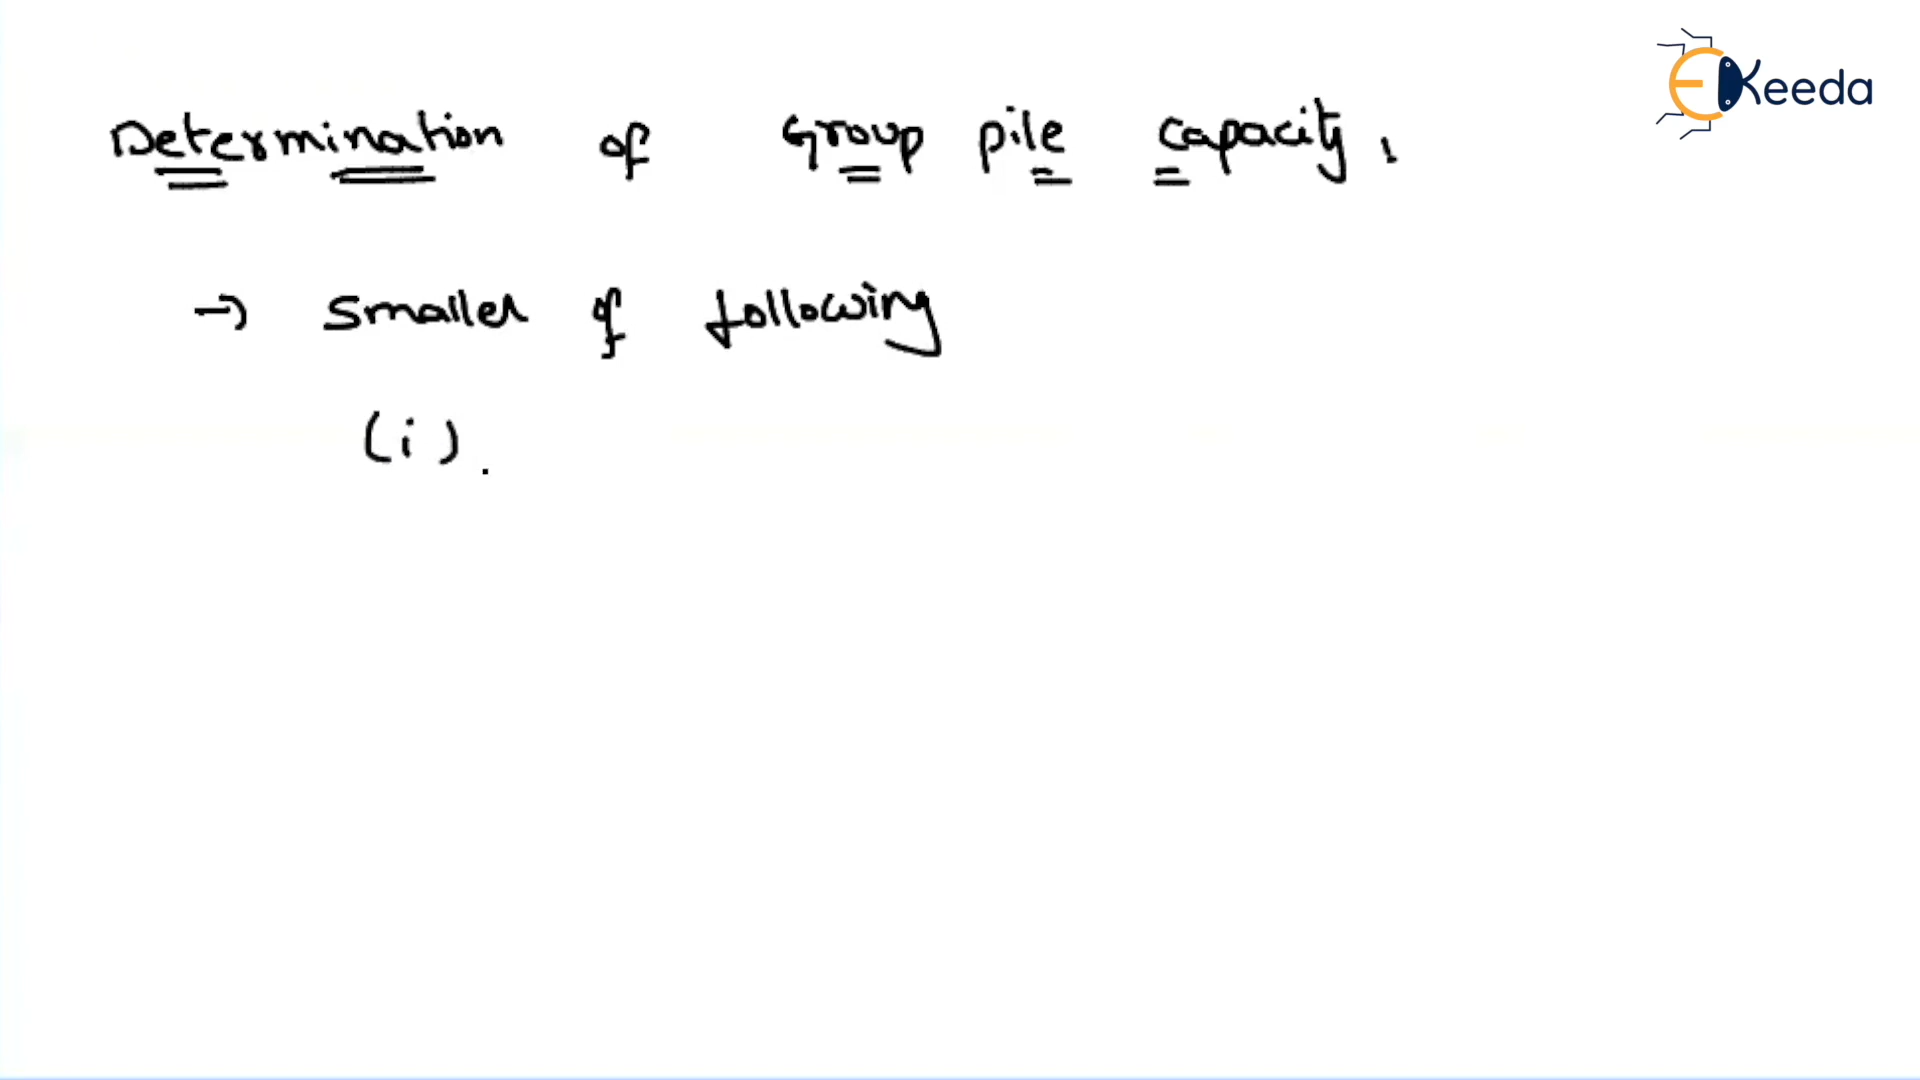 EKeeda
Determination of Group pile capacity,
→ Smaller of following
(i).